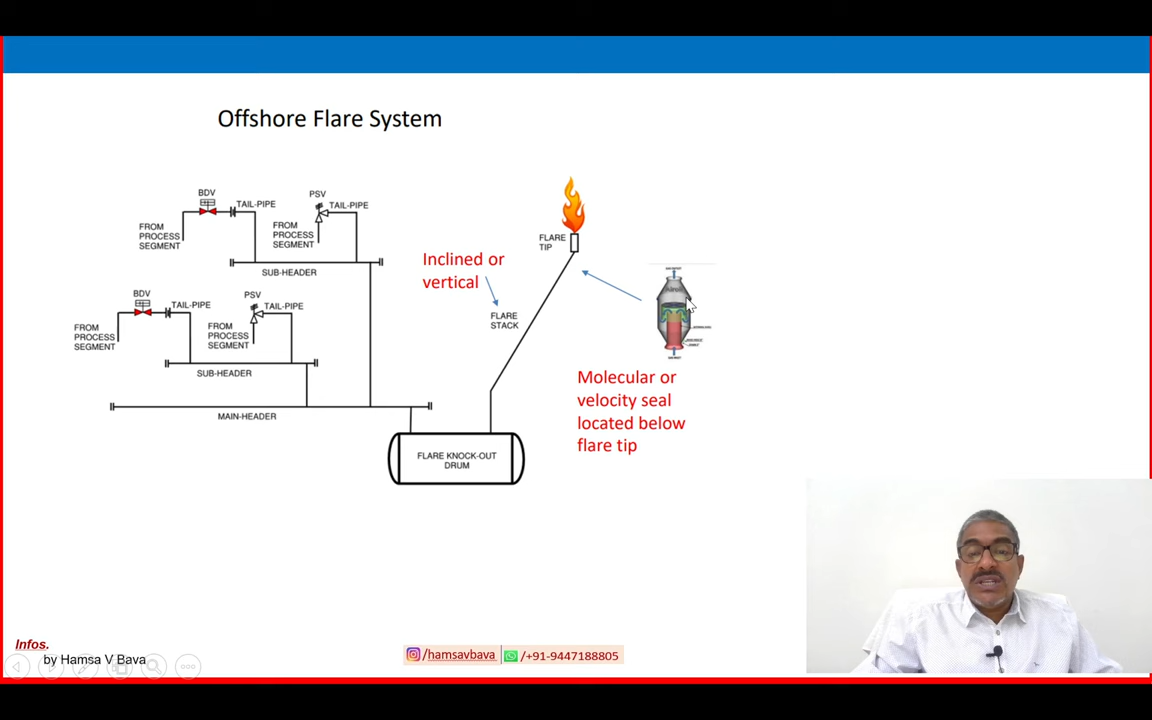 Offshore Flare System
BDV
TAIL-PIPE
PSV
TAIL-PIPE
FROM
PROCESS
SEGMENT
FROM
PROCESS
SEGMENT
SUB-HEADER
BDV
TAIL-PIPE
PSV
TAIL-PIPE
FROM
PROCESS
SEGMENT
FROM
PROCESS
SEGMENT
SUB-HEADER
MAIN-HEADER
FLARE KNOCK-OUT
DRUM
Inclined or
vertical
FLARE
STACK
FLARE
TIP
Molecular or
velocity seal
located below
flare tip
Infos.
by Hamsa V Bava
/hamsavbava
/+91-9447188805